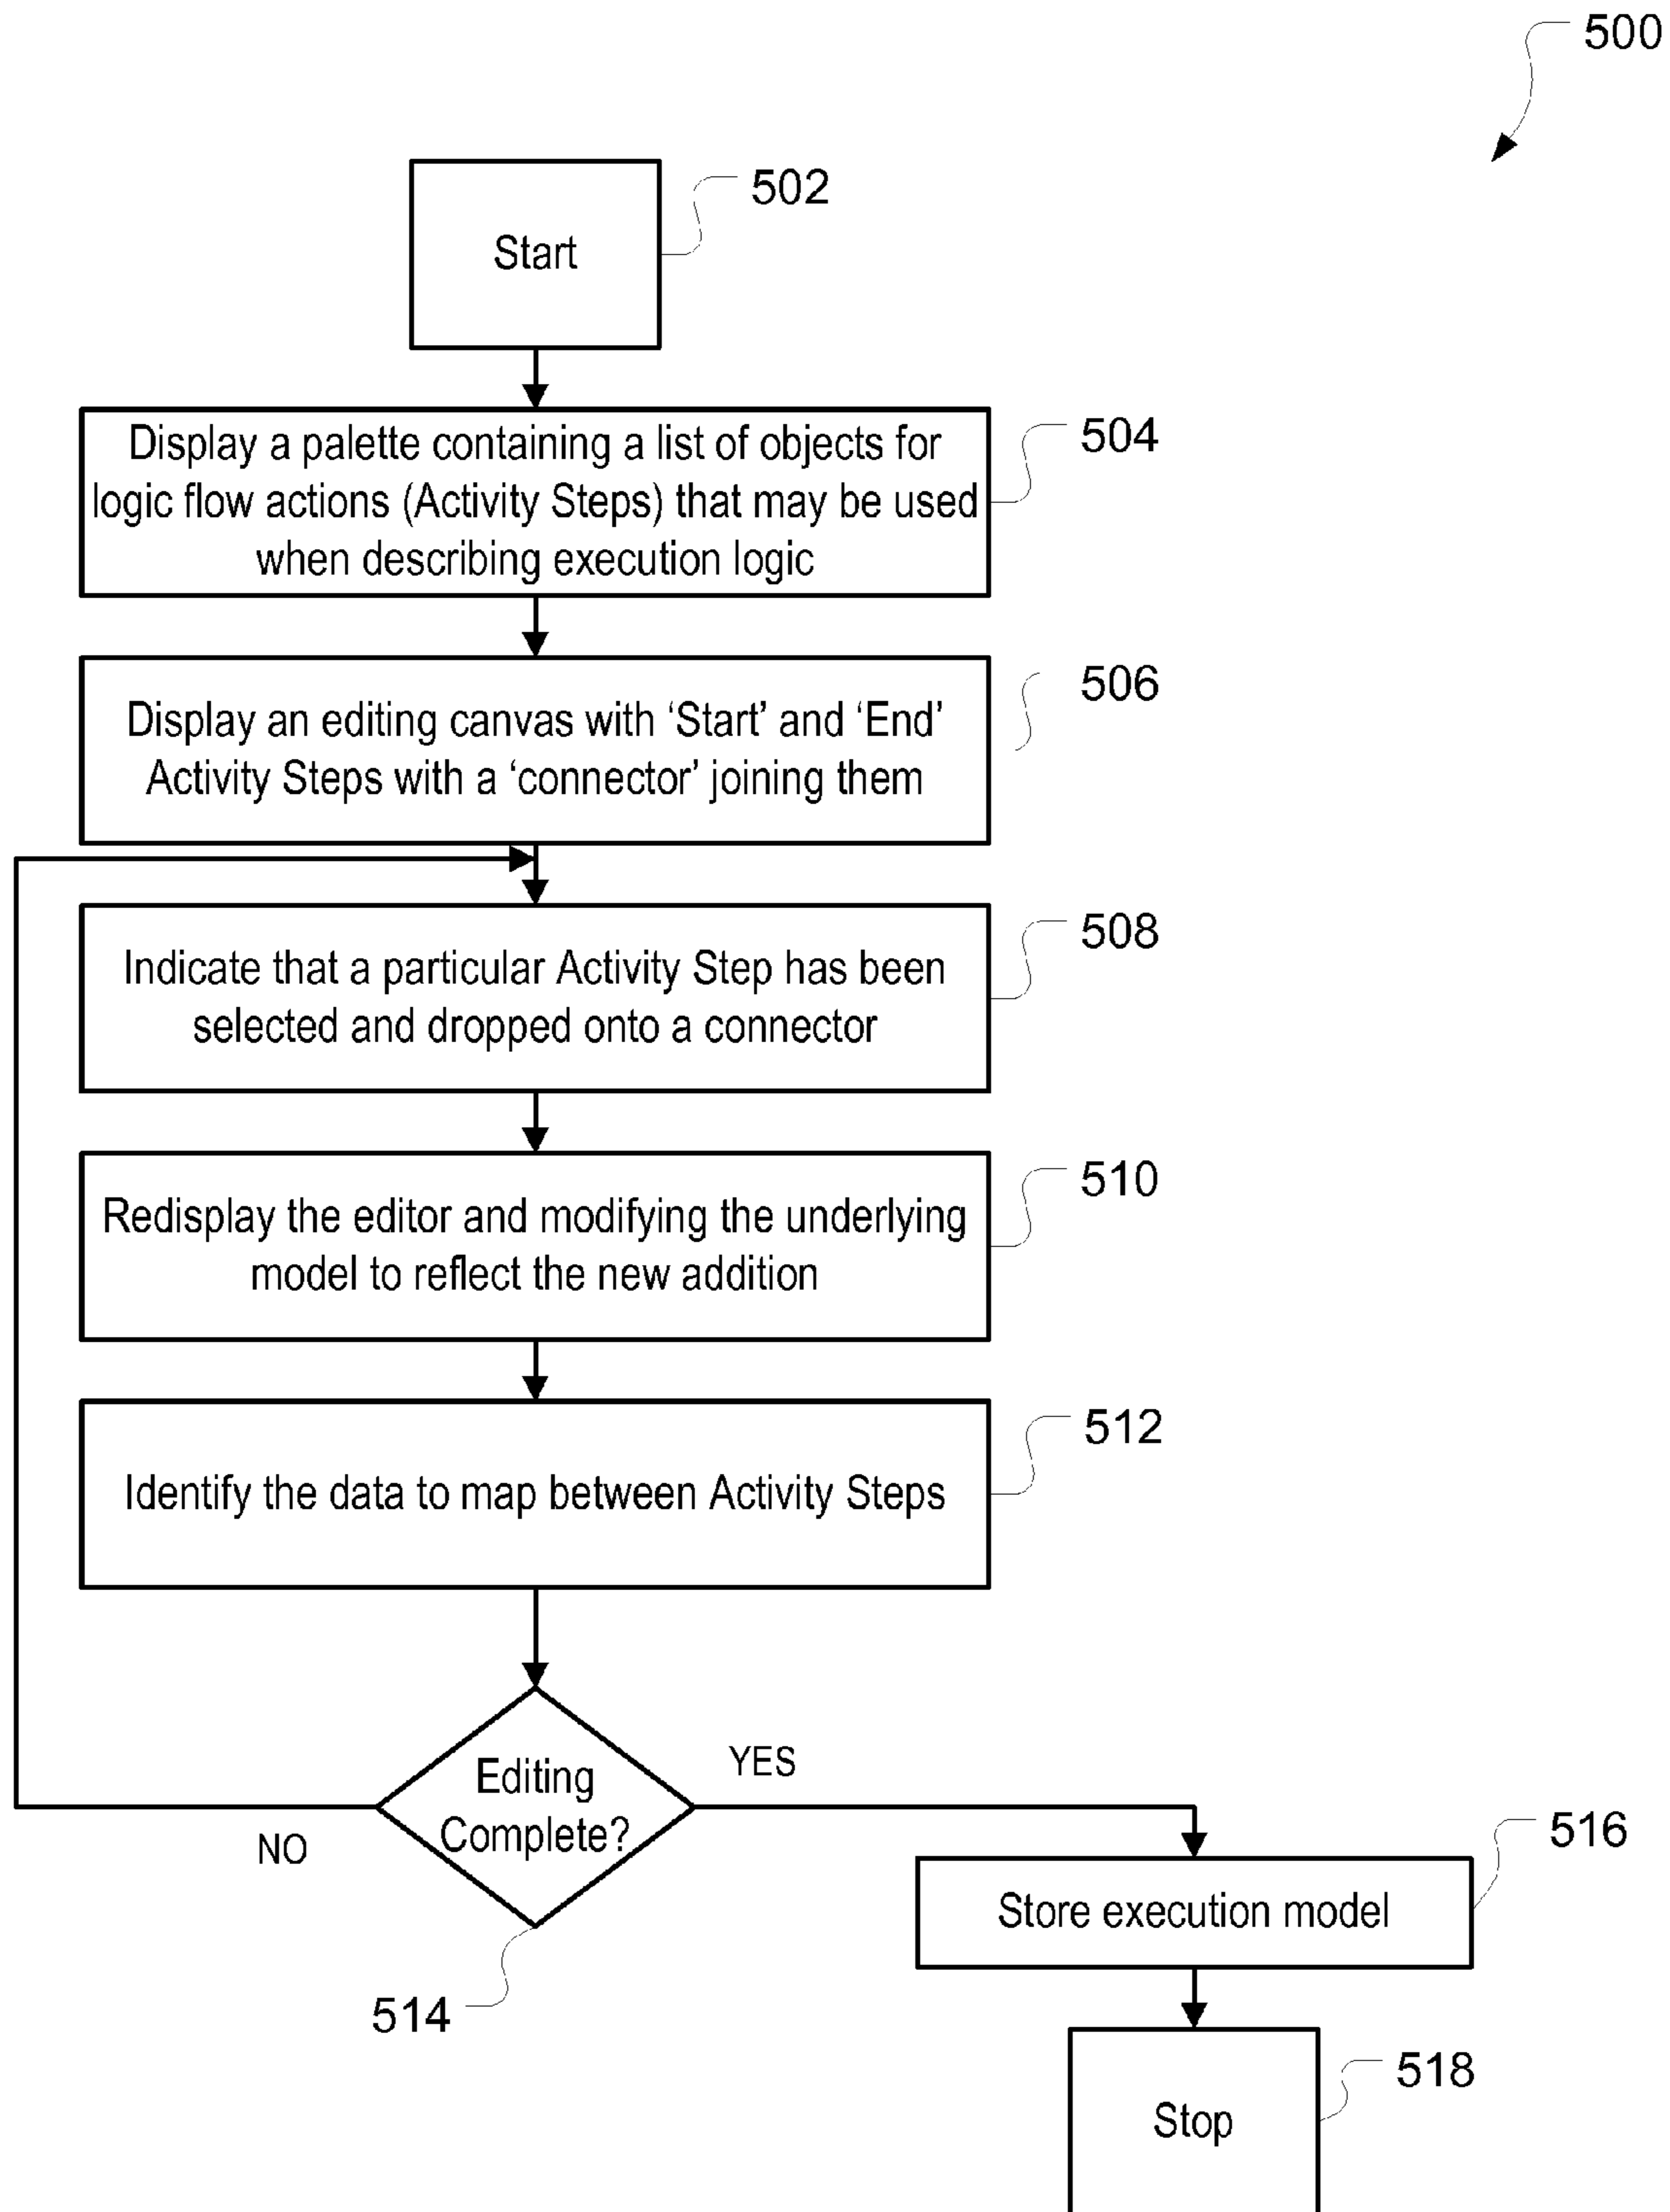 500
Start
502
Display a palette containing a list of objects for
logic flow actions (Activity Steps) that may be used
when describing execution logic
504
Display an editing canvas with ‘Start’ and ‘End’
Activity Steps with a ‘connector’ joining them
506
Indicate that a particular Activity Step has been
selected and dropped onto a connector
508
Redisplay the editor and modifying the underlying
model to reflect the new addition
510
Identify the data to map between Activity Steps
512
Editing
Complete?
YES
NO
514
Store execution model
516
Stop
518